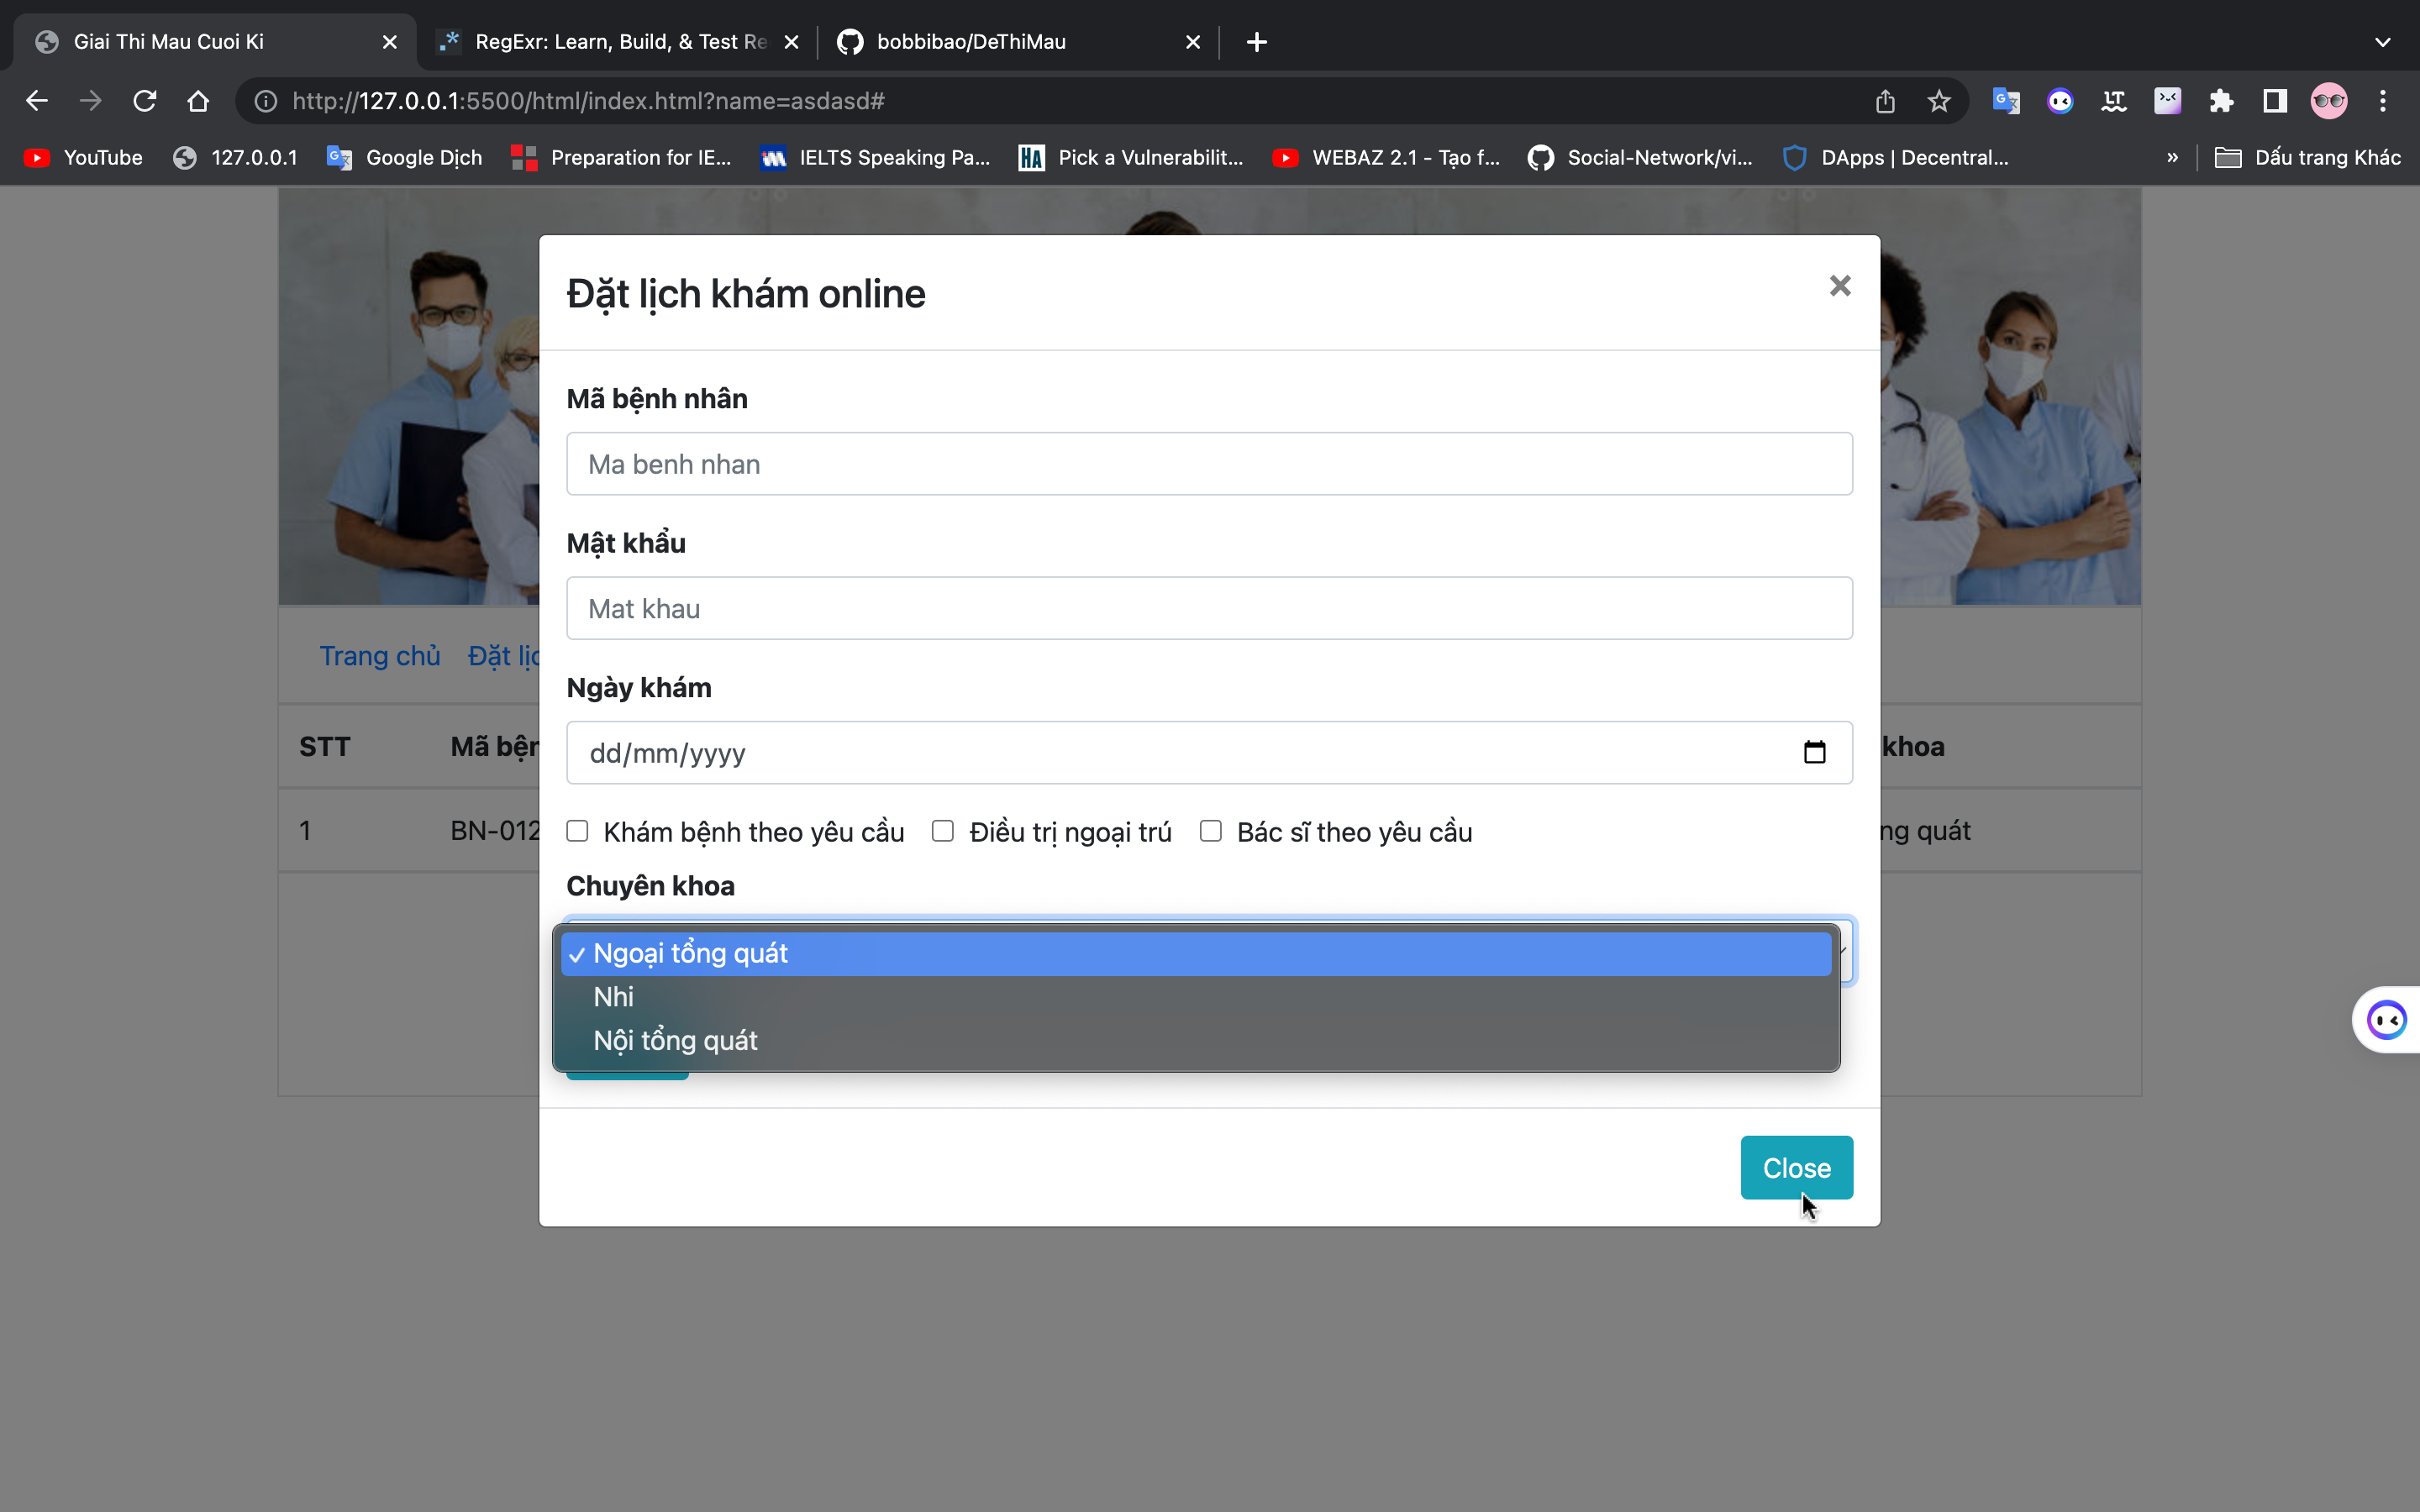 Giai Thi Mau Cuoi Ki
RegExr: Learn, Build, & Test Re
bobbibao/DeThiMau
http://127.0.0.1:5500/html/index.html?name=asdasd#
YouTube
127.0.0.1
Google Dịch
Preparation for IE...
IELTS Speaking Pa...
HA
Pick a Vulnerabilit...
WEBAZ 2.1 - Tạo f...
Social-Network/vi...
DApps | Decentral...
»
Dấu trang Khác
Đặt lịch khám online
×
Mã bệnh nhân
Ma benh nhan
Mật khẩu
Mat khau
Trang chủ
Đặt lịc
Ngày khám
dd/mm/yyyy
STT
Mã bện
khoa
1
BN-012
ng quát
Khám bệnh theo yêu cầu
Điều trị ngoại trú
Bác sĩ theo yêu cầu
Chuyên khoa
✓ Ngoại tổng quát
Nhi
Nội tổng quát
Close